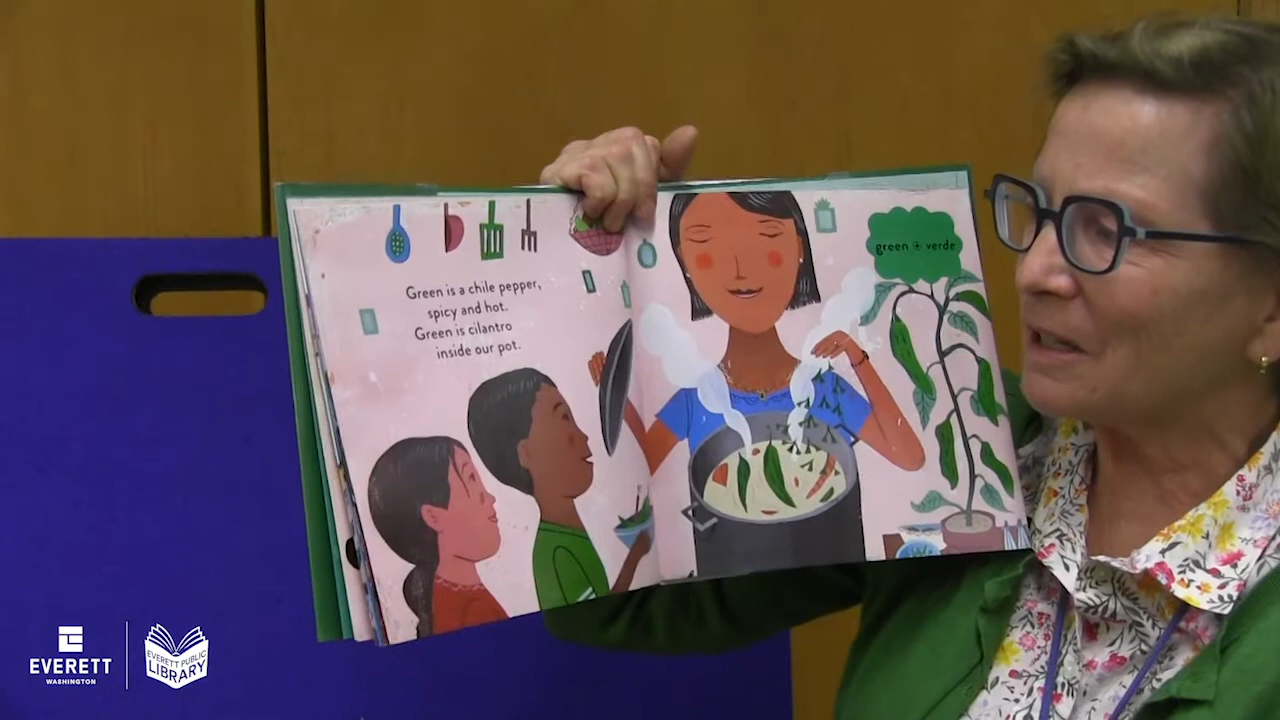 Green is a chile pepper,
spicy and hot.
Green is cilantro
inside our pot.
green + verde
EVERETT
WASHINGTON
EVERETT PUBLIC
LIBRARY